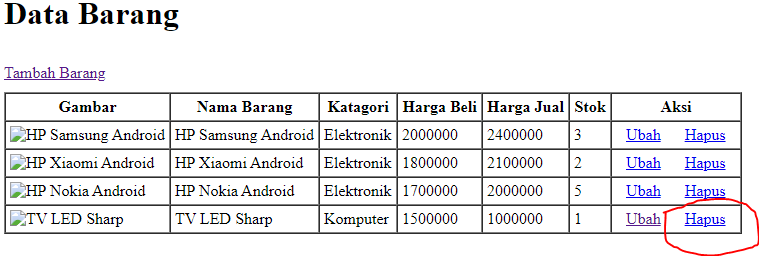 Data Barang
Tambah Barang
Gambar Nama Barang Katagori Harga Beli Harga Jual Stok Aksi
HP Samsung Android HP Samsung Android Elektronik 2000000 2400000 3 Ubah Hapus
HP Xiaomi Android HP Xiaomi Android Elektronik 1800000 2100000 2 Ubah Hapus
HP Nokia Android HP Nokia Android Elektronik 1700000 2000000 5 Ubah Hapus
TV LED Sharp TV LED Sharp Komputer 1500000 1000000 1 Ubah Hapus